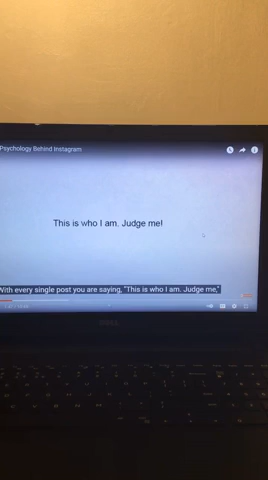 Psychology Behind Instagram
This is who I am. Judge me!
With every single post you are saying, "This is who I am. Judge me,"
DELL